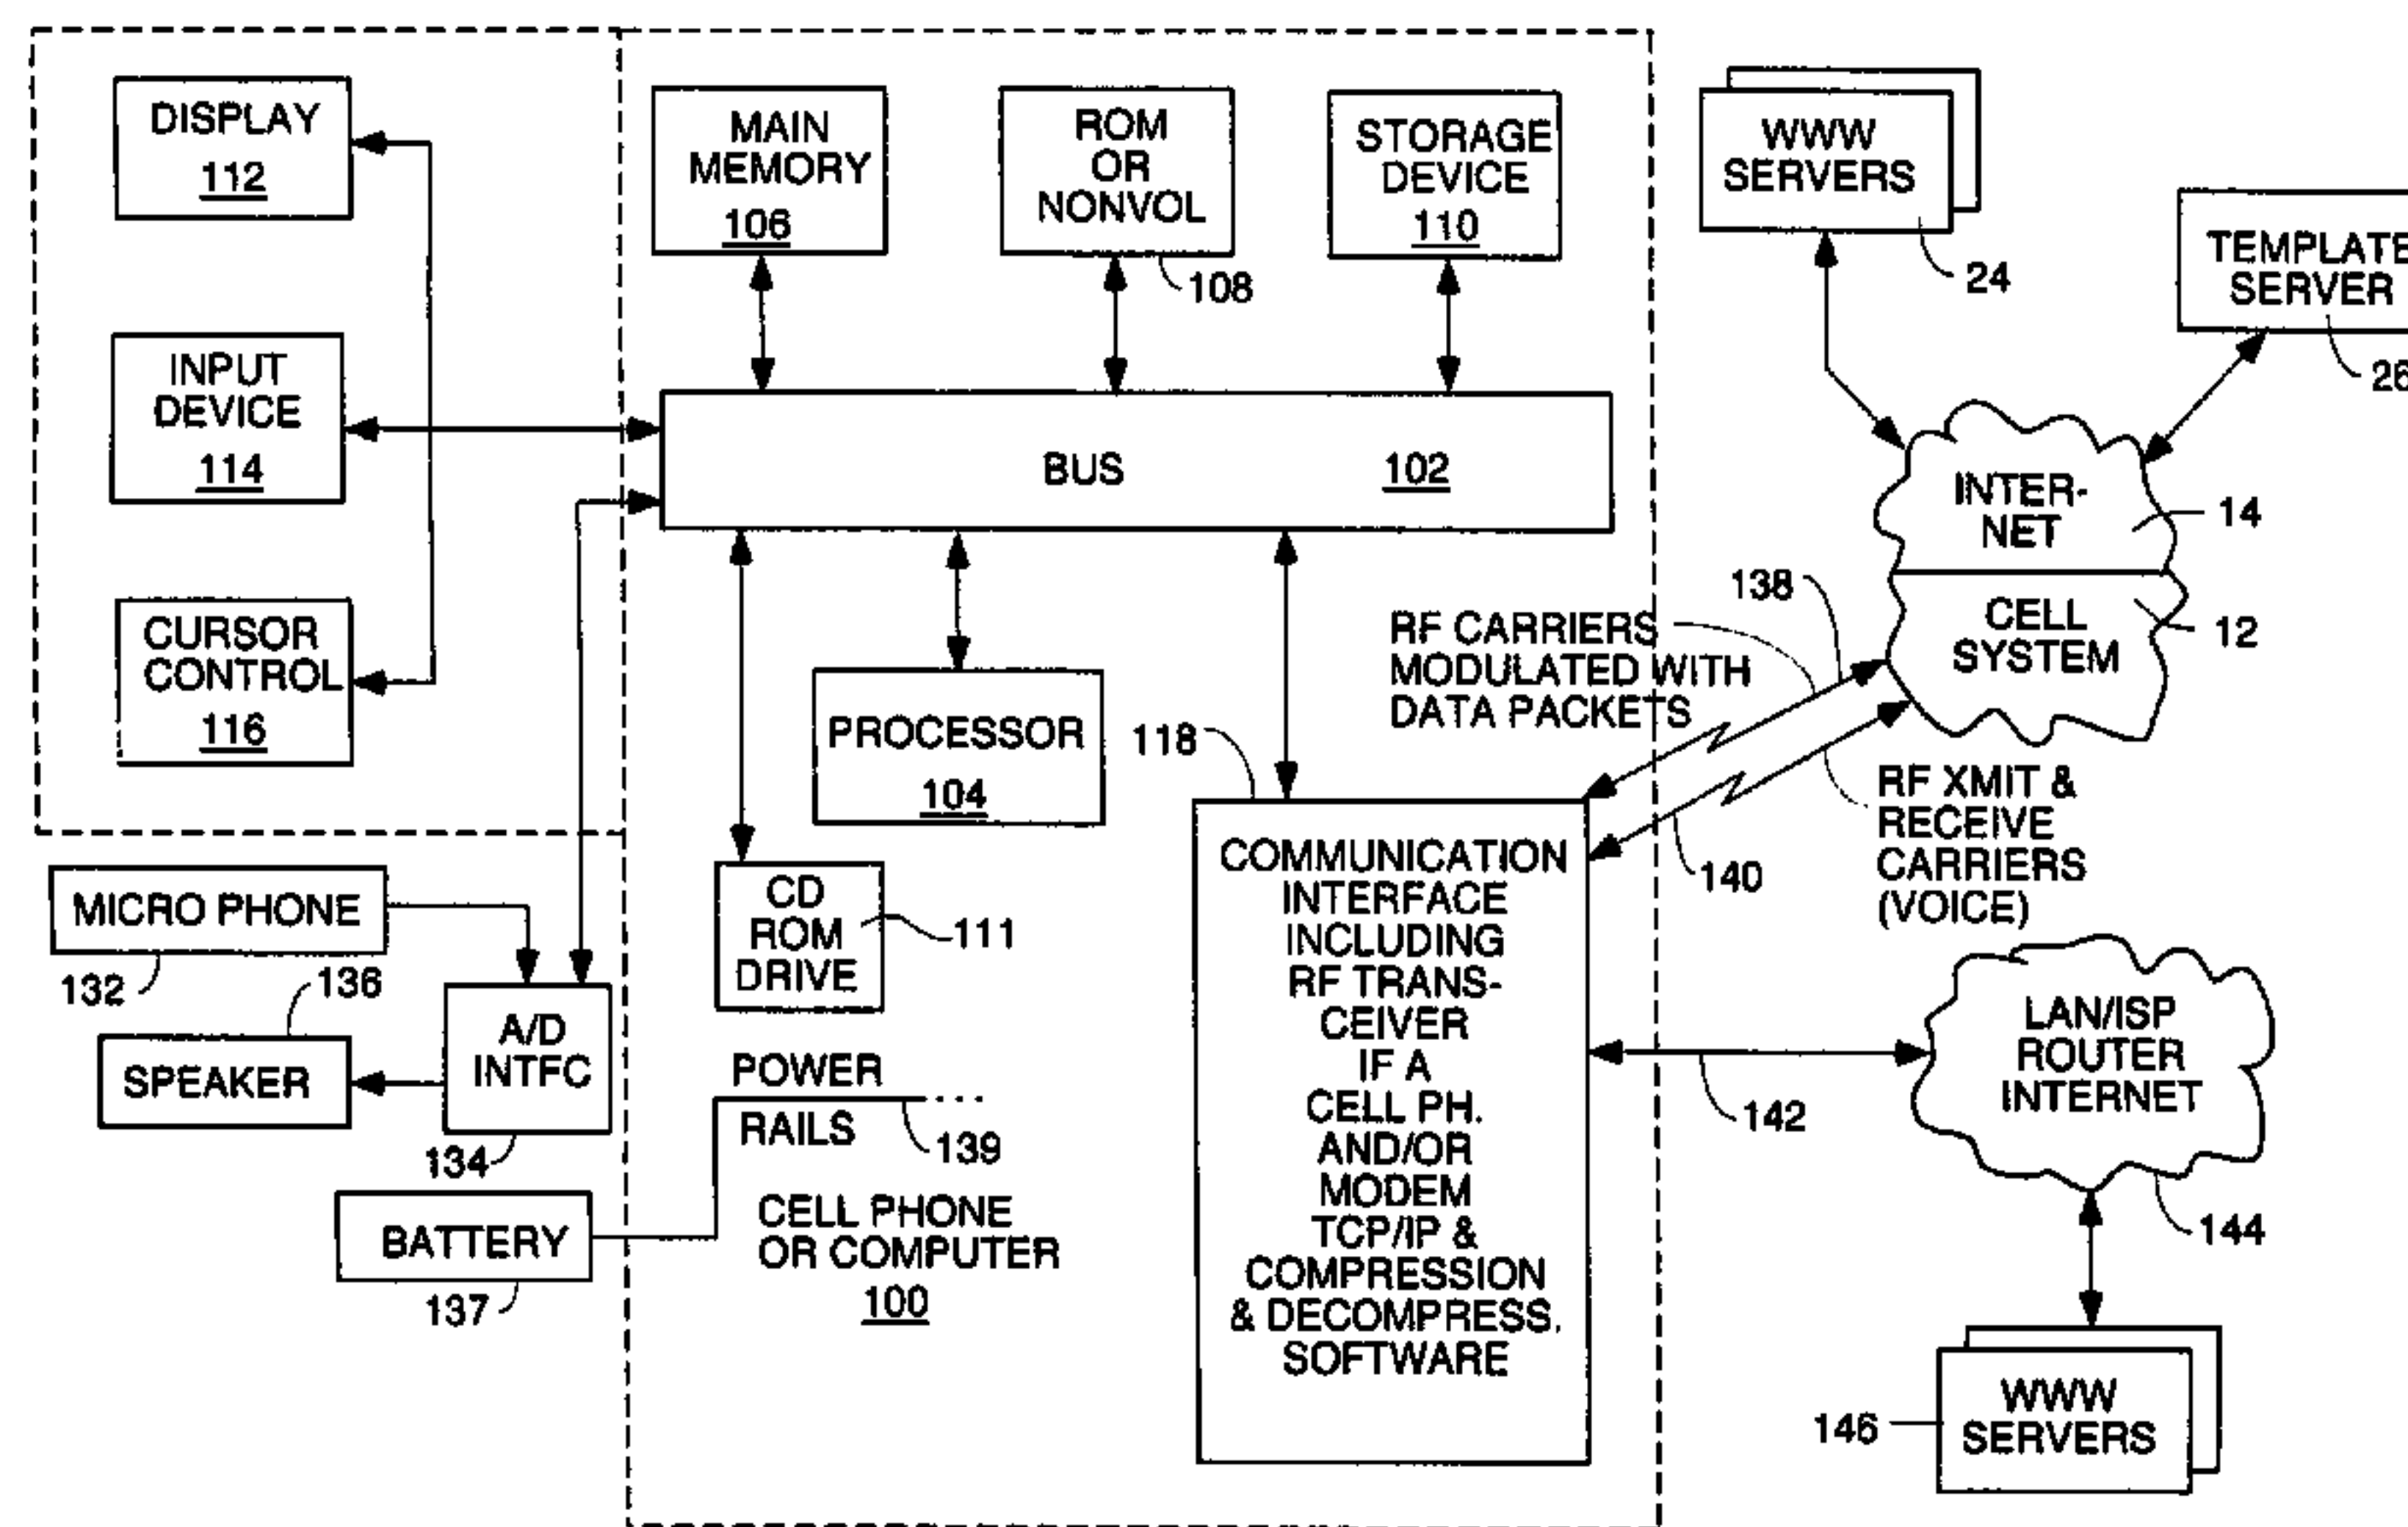 DISPLAY
112
INPUT
DEVICE
114
CURSOR
CONTROL
116
MAIN
MEMORY
106
ROM
OR
NONVOL
108
STORAGE
DEVICE
110
BUS 102
PROCESSOR
104
CD
ROM
DRIVE
111
MICRO PHONE
132
136
SPEAKER
A/D
INTFC
134
BATTERY
137
POWER
RAILS
139
CELL PHONE
OR COMPUTER
100
118
COMMUNICATION
INTERFACE
INCLUDING
RF TRANS-
CEIVER
IF A
CELL PH.
AND/OR
MODEM
TCP/IP &
COMPRESSION
& DECOMPRESS.
SOFTWARE
RF CARRIERS
MODULATED WITH
DATA PACKETS
138
140
RF XMIT &
RECEIVE
CARRIERS
(VOICE)
WWW
SERVERS
24
TEMPLATE
SERVER
26
INTER-
NET
14
CELL
SYSTEM
12
142
LAN/ISP
ROUTER
INTERNET
144
WWW
SERVERS
146